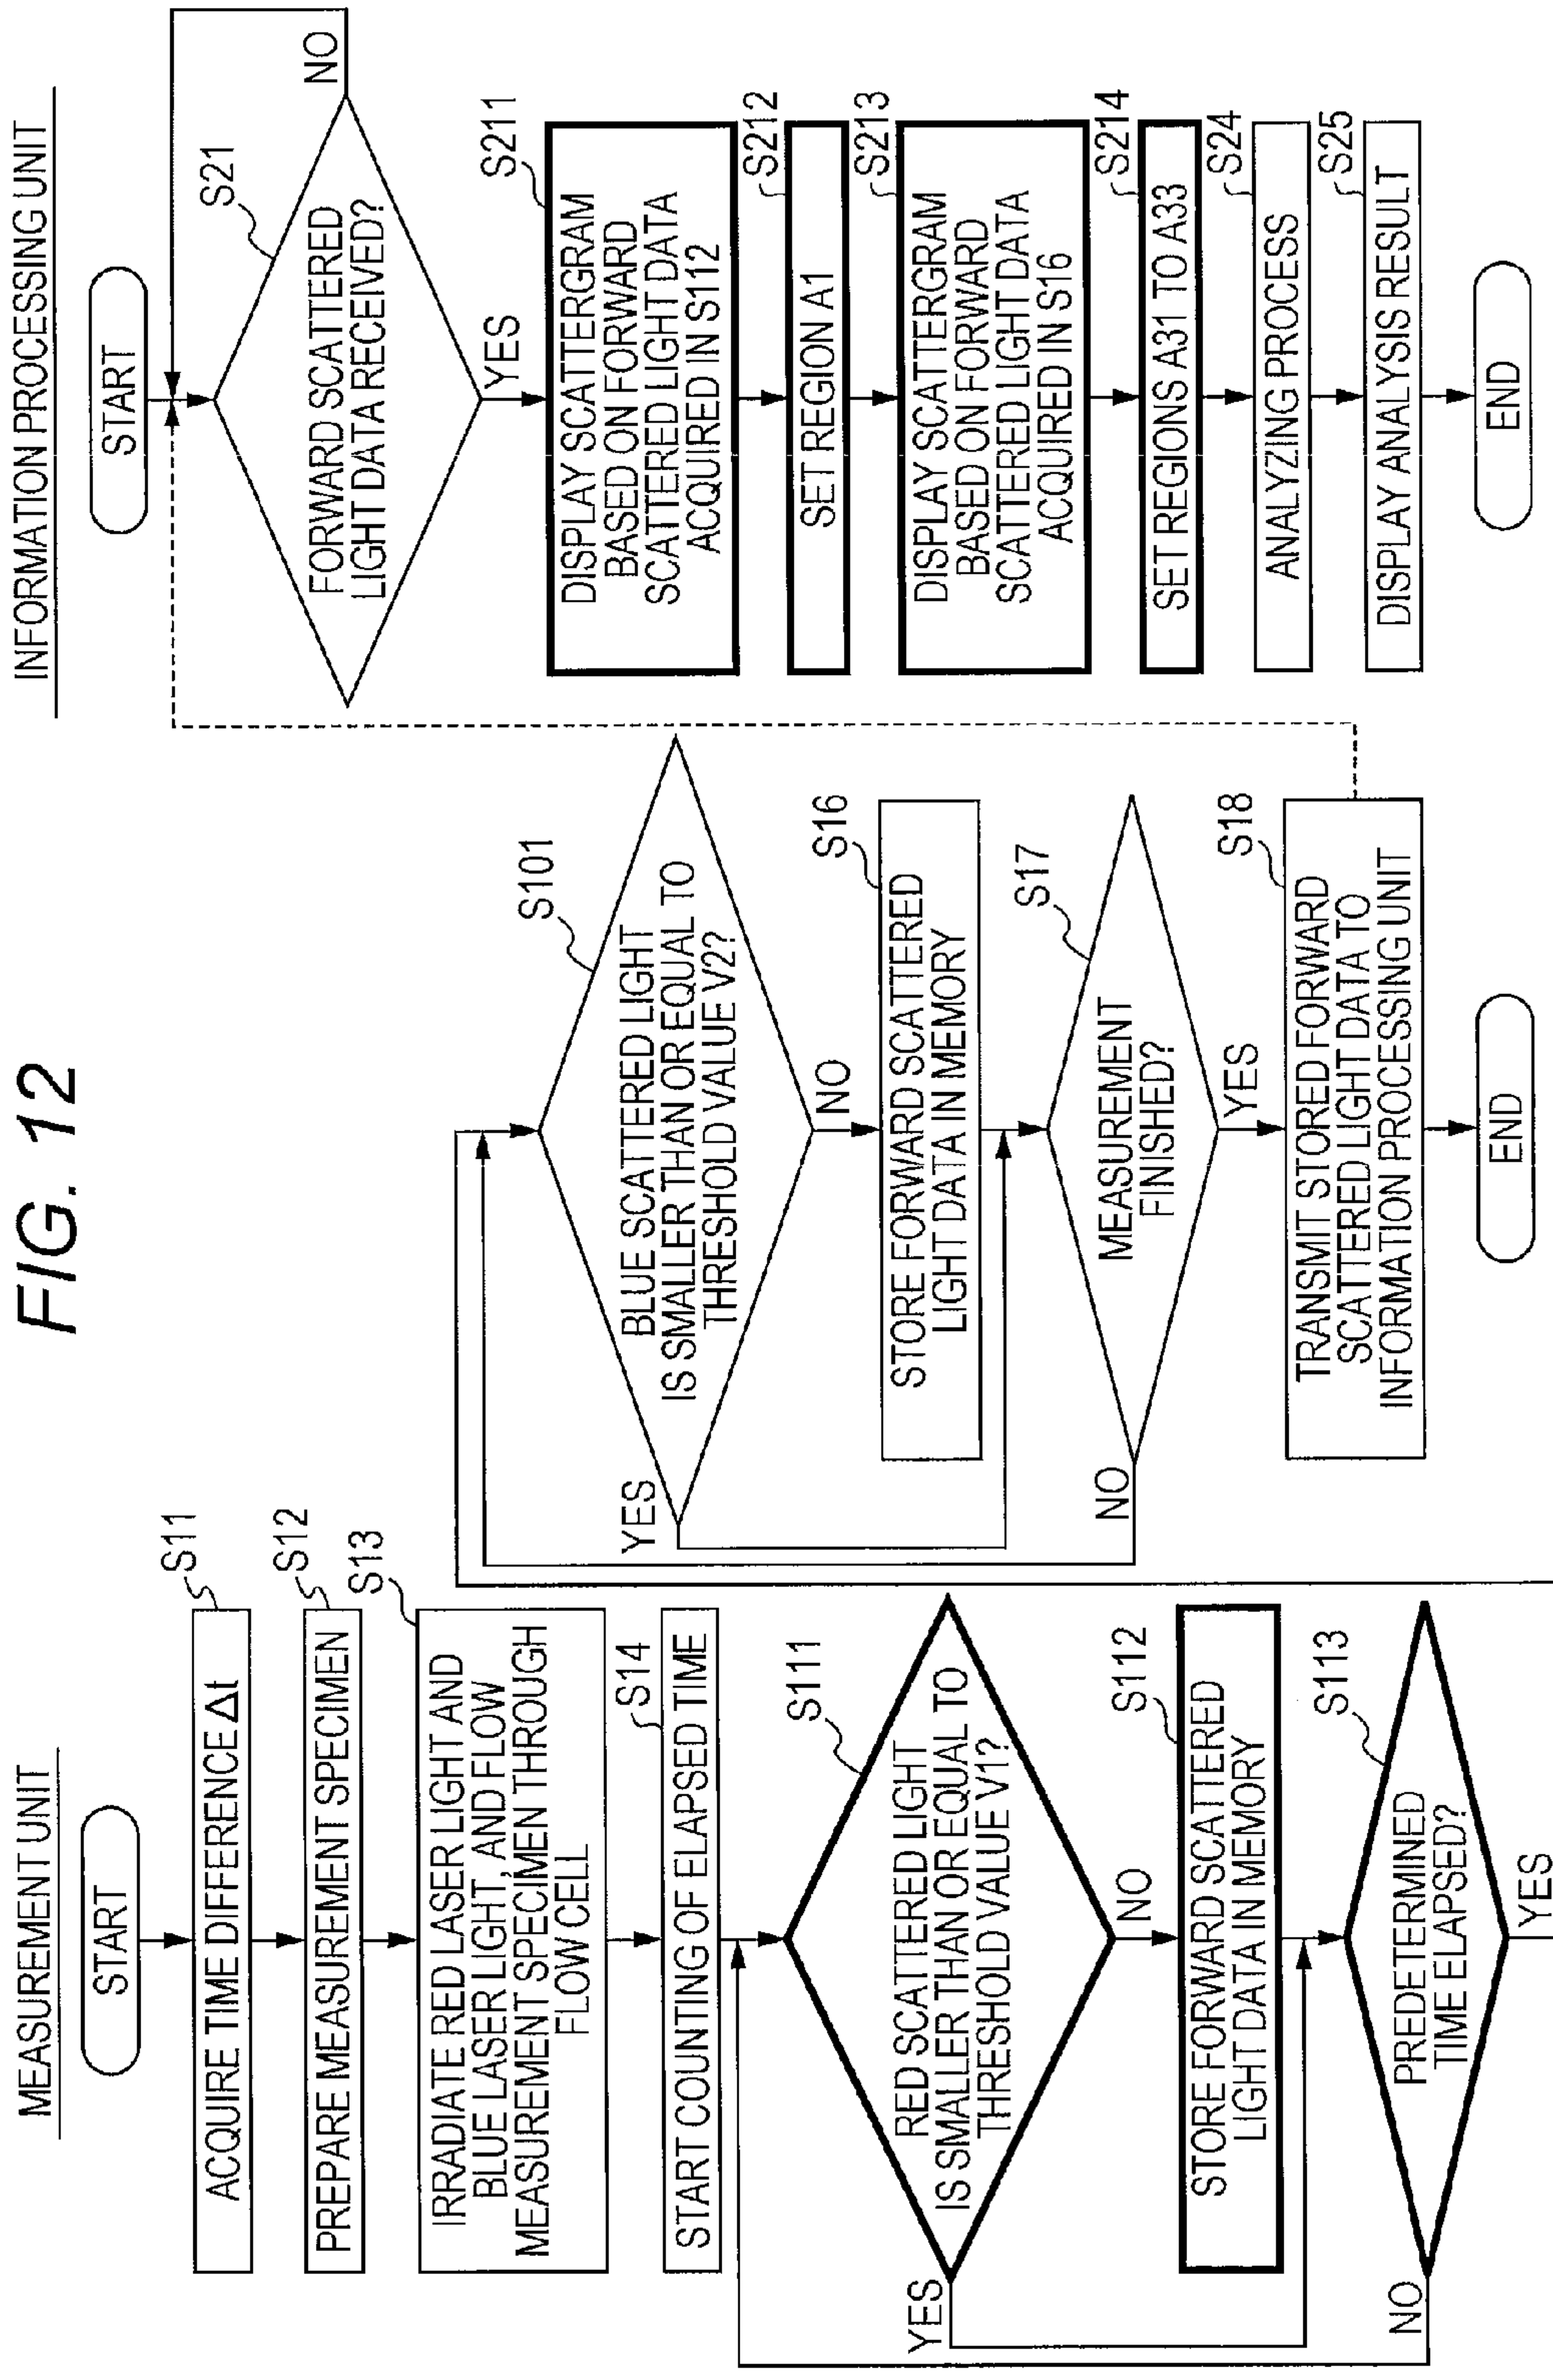 FIG. 12
MEASUREMENT UNIT
START
S11
ACQUIRE TIME DIFFERENCE Δt
S12
PREPARE MEASUREMENT SPECIMEN
S13
IRRADIATE RED LASER LIGHT AND
BLUE LASER LIGHT, AND FLOW
MEASUREMENT SPECIMEN THROUGH
FLOW CELL
S14
START COUNTING OF ELAPSED TIME
S111
RED SCATTERED LIGHT
IS SMALLER THAN OR EQUAL TO
THRESHOLD VALUE V1?
YES
NO
S112
STORE FORWARD SCATTERED
LIGHT DATA IN MEMORY
S113
PREDETERMINED
TIME ELAPSED?
NO
YES
S101
BLUE SCATTERED LIGHT
IS SMALLER THAN OR EQUAL TO
THRESHOLD VALUE V2?
YES
NO
S16
STORE FORWARD SCATTERED
LIGHT DATA IN MEMORY
S17
MEASUREMENT
FINISHED?
NO
YES
S18
TRANSMIT STORED FORWARD
SCATTERED LIGHT DATA TO
INFORMATION PROCESSING UNIT
END
INFORMATION PROCESSING UNIT
START
S21
FORWARD SCATTERED
LIGHT DATA RECEIVED?
NO
YES
S211
DISPLAY SCATTERGRAM
BASED ON FORWARD
SCATTERED LIGHT DATA
ACQUIRED IN S112
S212
SET REGION A1
S213
DISPLAY SCATTERGRAM
BASED ON FORWARD
SCATTERED LIGHT DATA
ACQUIRED IN S16
S214
SET REGIONS A31 TO A33
S24
ANALYZING PROCESS
S25
DISPLAY ANALYSIS RESULT
END